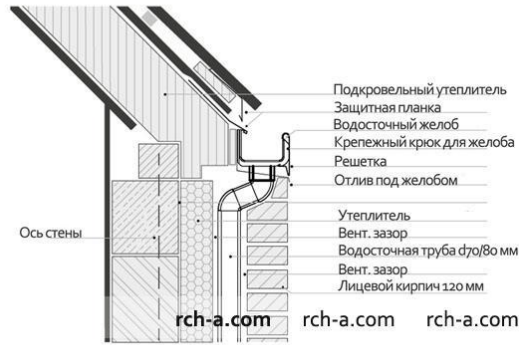 Подкровельный утеплитель
Защитная планка
Водосточный желоб
Крепежный крюк для желоба
Решетка
Отлив под желобом
Утеплитель
Ось стены
Вент. зазор
Водосточная труба d70/80 мм
Вент. зазор
Лицевой кирпич 120 мм
rch-a.com rch-a.com rch-a.com